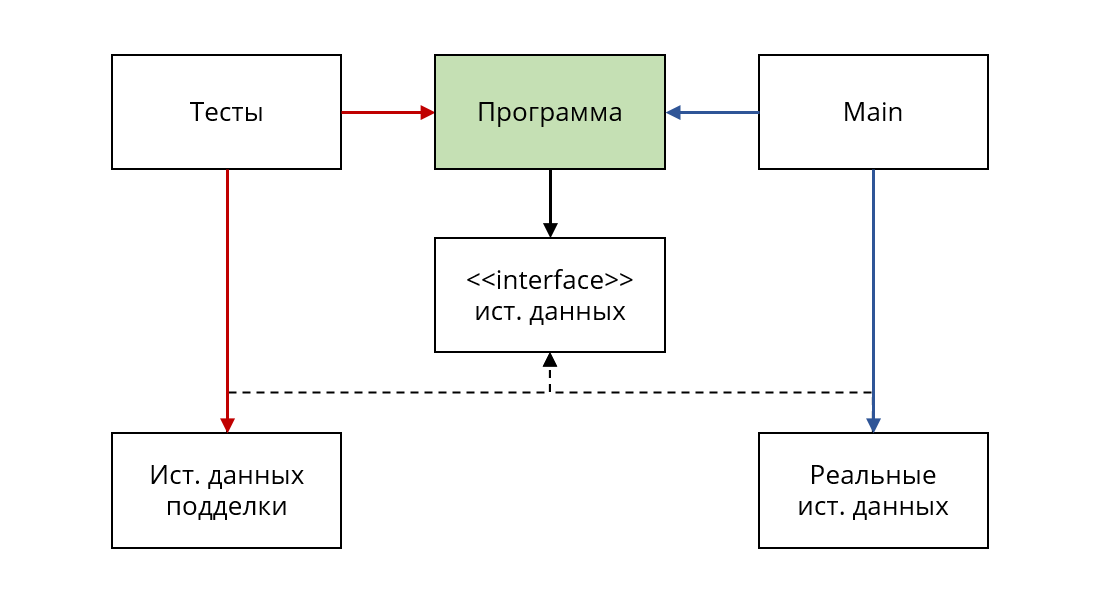 Тесты
Программа
Main
<<interface>>
ист. данных
Ист. данных
подделки
Реальные
ист. данных